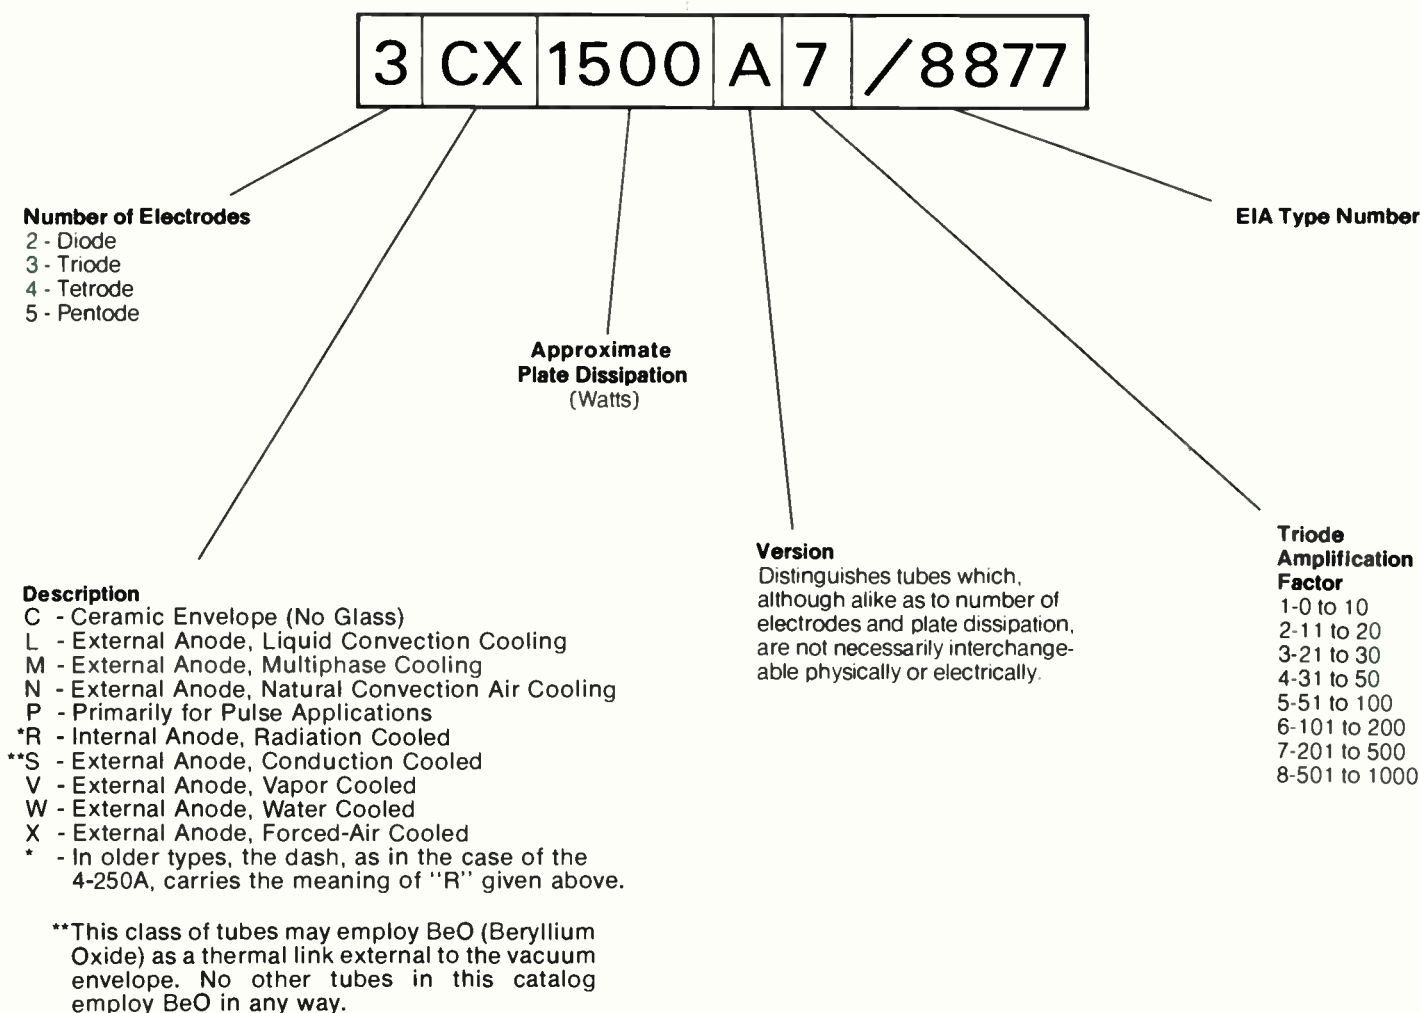 3 CX 1500 A 7 /8877
Number of Electrodes
2 - Diode
3 - Triode
4 - Tetrode
5 - Pentode
EIA Type Number
Approximate
Plate Dissipation
(Watts)
Description
C - Ceramic Envelope (No Glass)
L - External Anode, Liquid Convection Cooling
M - External Anode, Multiphase Cooling
N - External Anode, Natural Convection Air Cooling
P - Primarily for Pulse Applications
*R - Internal Anode, Radiation Cooled
**S - External Anode, Conduction Cooled
V - External Anode, Vapor Cooled
W - External Anode, Water Cooled
X - External Anode, Forced-Air Cooled
* - In older types, the dash, as in the case of the
4-250A, carries the meaning of "R" given above.
**This class of tubes may employ BeO (Beryllium
Oxide) as a thermal link external to the vacuum
envelope. No other tubes in this catalog
employ BeO in any way.
Version
Distinguishes tubes which,
although alike as to number of
electrodes and plate dissipation,
are not necessarily interchange-
able physically or electrically.
Triode
Amplification
Factor
1-0 to 10
2-11 to 20
3-21 to 30
4-31 to 50
5-51 to 100
6-101 to 200
7-201 to 500
8-501 to 1000